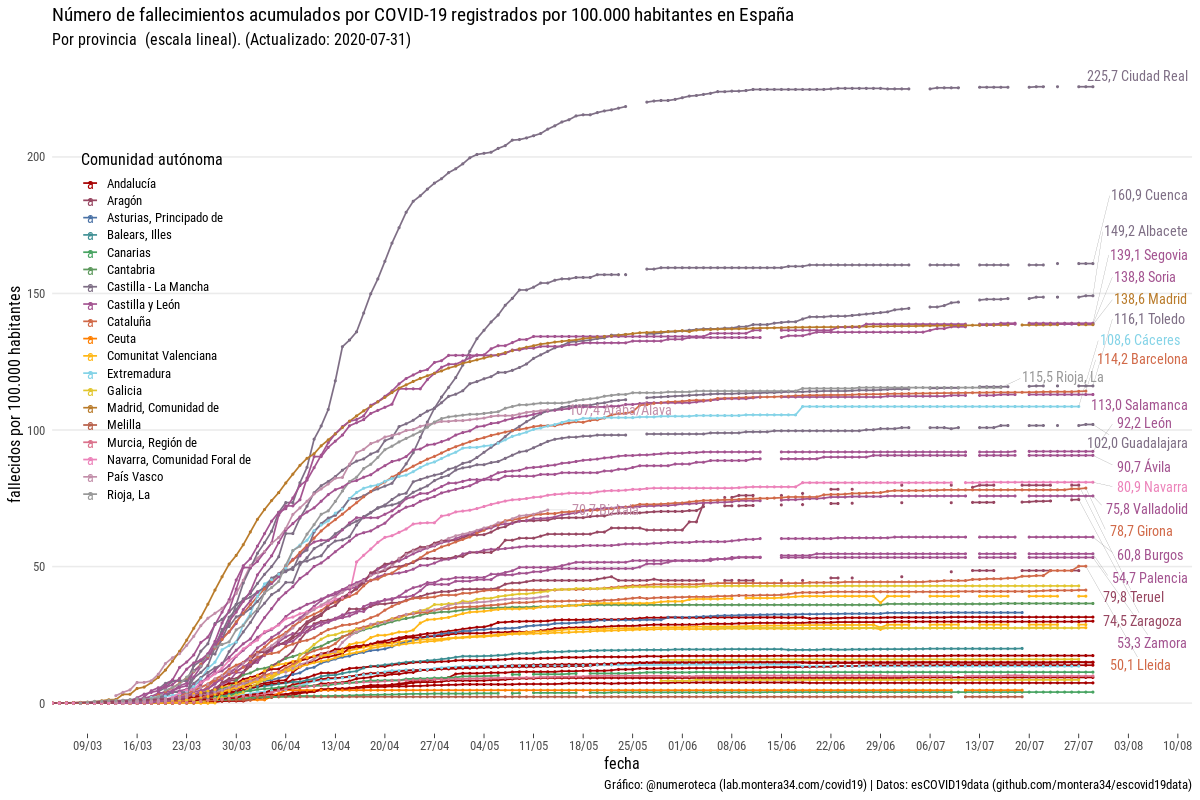 Número de fallecimientos acumulados por COVID-19 registrados por 100.000 habitantes en España
Por provincia (escala lineal). (Actualizado: 2020-07-31)
fallecidos por 100.000 habitantes
200
150
100
50
0
Comunidad autónoma
Andalucía
Aragón
Asturias, Principado de
Balears, Illes
Canarias
Cantabria
Castilla - La Mancha
Castilla y León
Cataluña
Ceuta
Comunitat Valenciana
Extremadura
Galicia
Madrid, Comunidad de
Melilla
Murcia, Región de
Navarra, Comunidad Foral de
País Vasco
Rioja, La
225,7 Ciudad Real
160,9 Cuenca
149,2 Albacete
139,1 Segovia
138,8 Soria
138,6 Madrid
116,1 Toledo
108,6 Cáceres
114,2 Barcelona
115,5 Rioja, La
107,4 Araba/Álava
113,0 Salamanca
92,2 León
102,0 Guadalajara
90,7 Ávila
80,9 Navarra
75,8 Valladolid
78,7 Girona
60,8 Burgos
54,7 Palencia
79,8 Teruel
74,5 Zaragoza
53,3 Zamora
50,1 Lleida
09/03 16/03 23/03 30/03 06/04 13/04 20/04 27/04 04/05 11/05 18/05 25/05 01/06 08/06 15/06 22/06 29/06 06/07 13/07 20/07 27/07 03/08 10/08
fecha
Gráfico: @numeroteca (lab.montera34.com/covid19) | Datos: esCOVID19data (github.com/montera34/escovid19data)